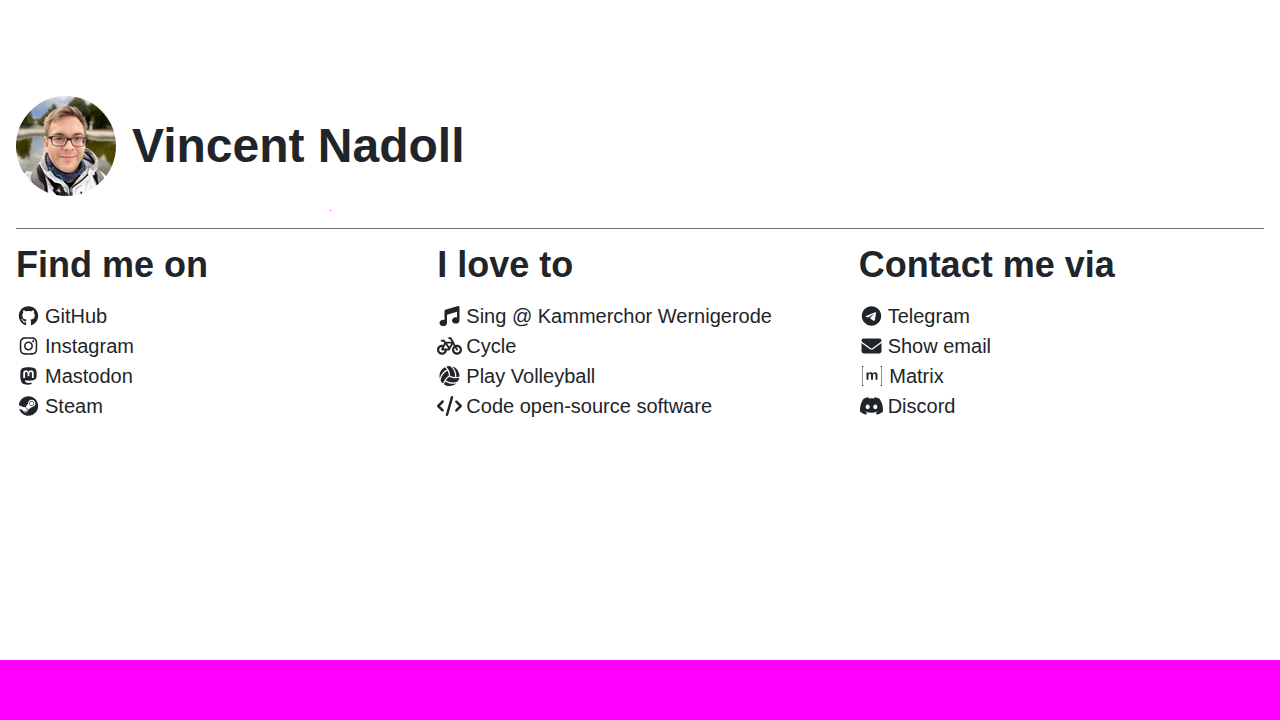 Vincent Nadoll
Find me on
GitHub
Instagram
Mastodon
Steam
I love to
Sing @ Kammerchor Wernigerode
Cycle
Play Volleyball
Code open-source software
Contact me via
Telegram
Show email
[m] Matrix
Discord